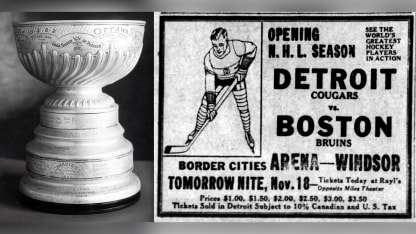 OPENING
N. H. L. SEASON
SEE THE
WORLD'S
GREATEST
HOCKEY
PLAYERS
IN ACTION
DETROIT
COUGARS
vs.
BOSTON
BRUINS
BORDER CITIES ARENA—WINDSOR
TOMORROW NITE, Nov. 18—Tickets Today at Rayl's
Opposite Miles Theater
Prices $1.00, $1.50, $2.00, $2.50, $3.00, $3.50
Tickets Sold in Detroit Subject to 10% Canadian and U. S. Tax